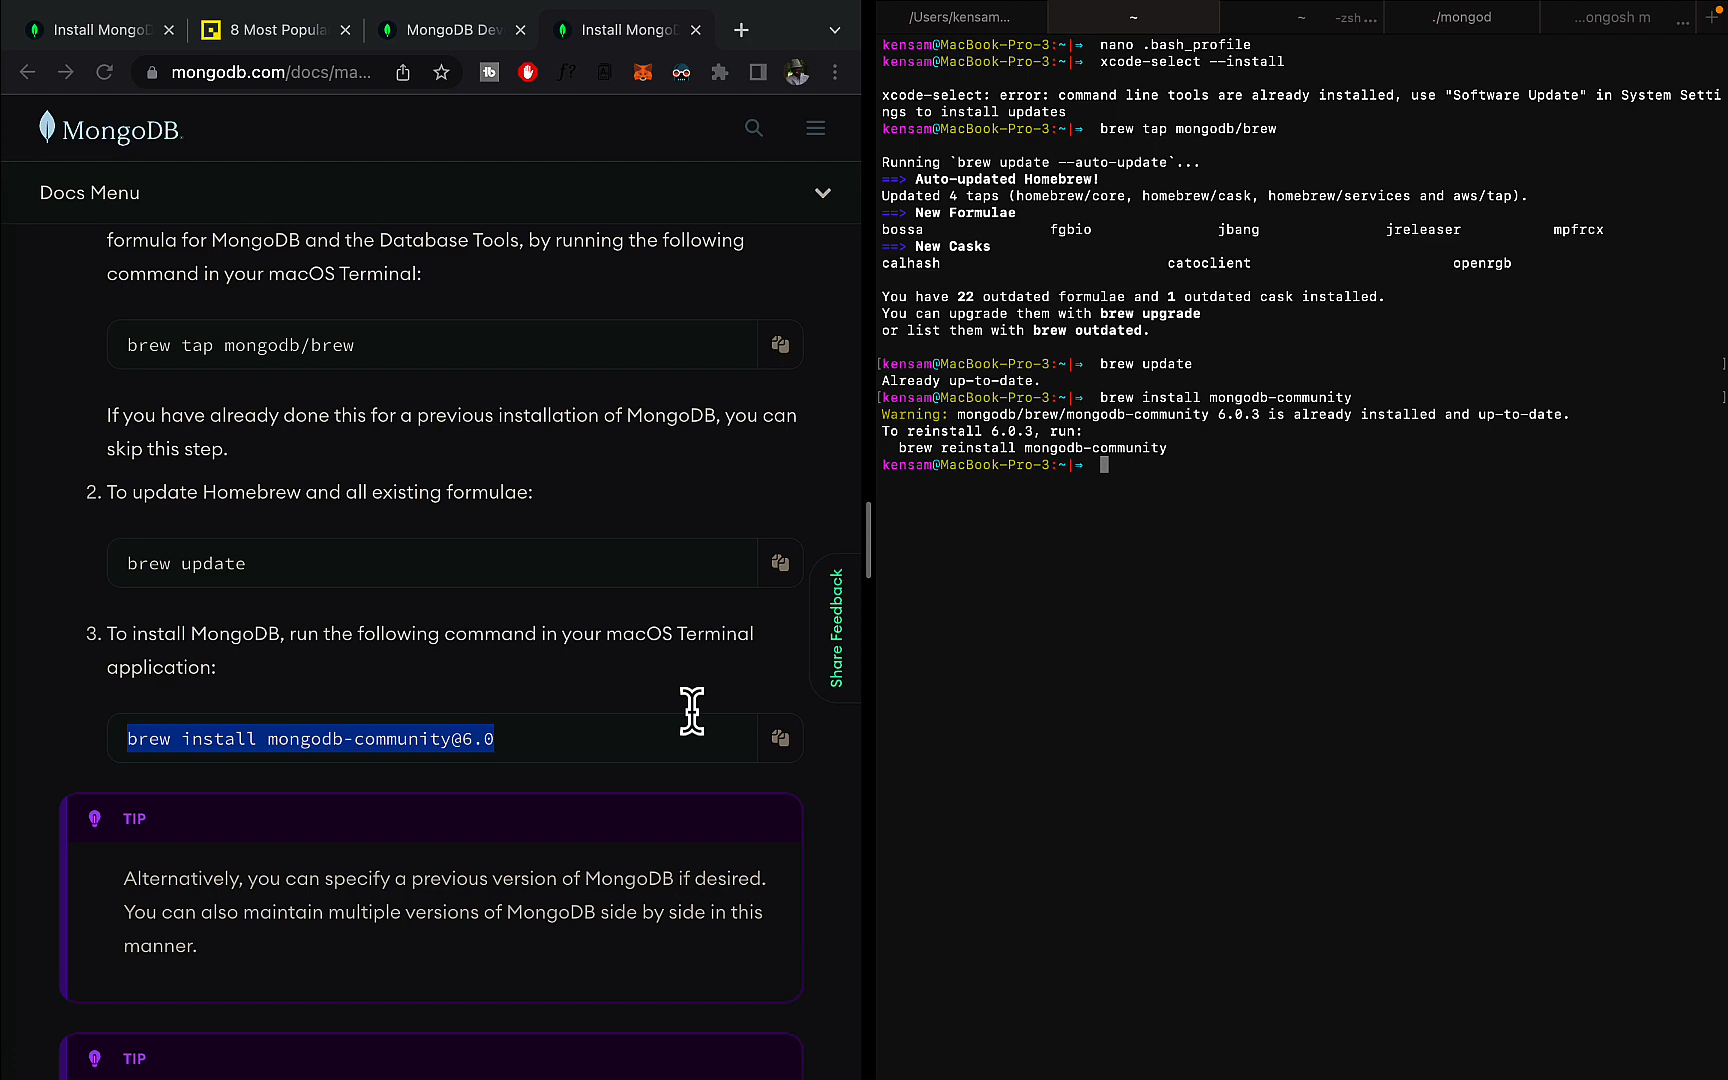 Install MongoD
8 Most Popula
MongoDB Dev
Install MongoD
mongodb.com/docs/ma...
MongoDB.
Docs Menu
formula for MongoDB and the Database Tools, by running the following
command in your macOS Terminal:
brew tap mongodb/brew
If you have already done this for a previous installation of MongoDB, you can
skip this step.
2. To update Homebrew and all existing formulae:
brew update
3. To install MongoDB, run the following command in your macOS Terminal
application:
brew install mongodb-community@6.0
Share Feedback
TIP
Alternatively, you can specify a previous version of MongoDB if desired.
You can also maintain multiple versions of MongoDB side by side in this
manner.
TIP
/Users/kensam... ~ ~ -zsh... ./mongod ...ongosh m ...
kensam@MacBook-Pro-3:~|⇒ nano .bash_profile
kensam@MacBook-Pro-3:~|⇒ xcode-select --install
xcode-select: error: command line tools are already installed, use "Software Update" in System Setti
ngs to install updates
kensam@MacBook-Pro-3:~|⇒ brew tap mongodb/brew
Running `brew update --auto-update`...
==> Auto-updated Homebrew!
Updated 4 taps (homebrew/core, homebrew/cask, homebrew/services and aws/tap).
==> New Formulae
bossa fgbio jbang jreleaser mpfrcx
==> New Casks
calhash catoclient openrgb
You have 22 outdated formulae and 1 outdated cask installed.
You can upgrade them with brew upgrade
or list them with brew outdated.
[kensam@MacBook-Pro-3:~|⇒ brew update ]
Already up-to-date.
[kensam@MacBook-Pro-3:~|⇒ brew install mongodb-community ]
Warning: mongodb/brew/mongodb-community 6.0.3 is already installed and up-to-date.
To reinstall 6.0.3, run:
brew reinstall mongodb-community
kensam@MacBook-Pro-3:~|⇒